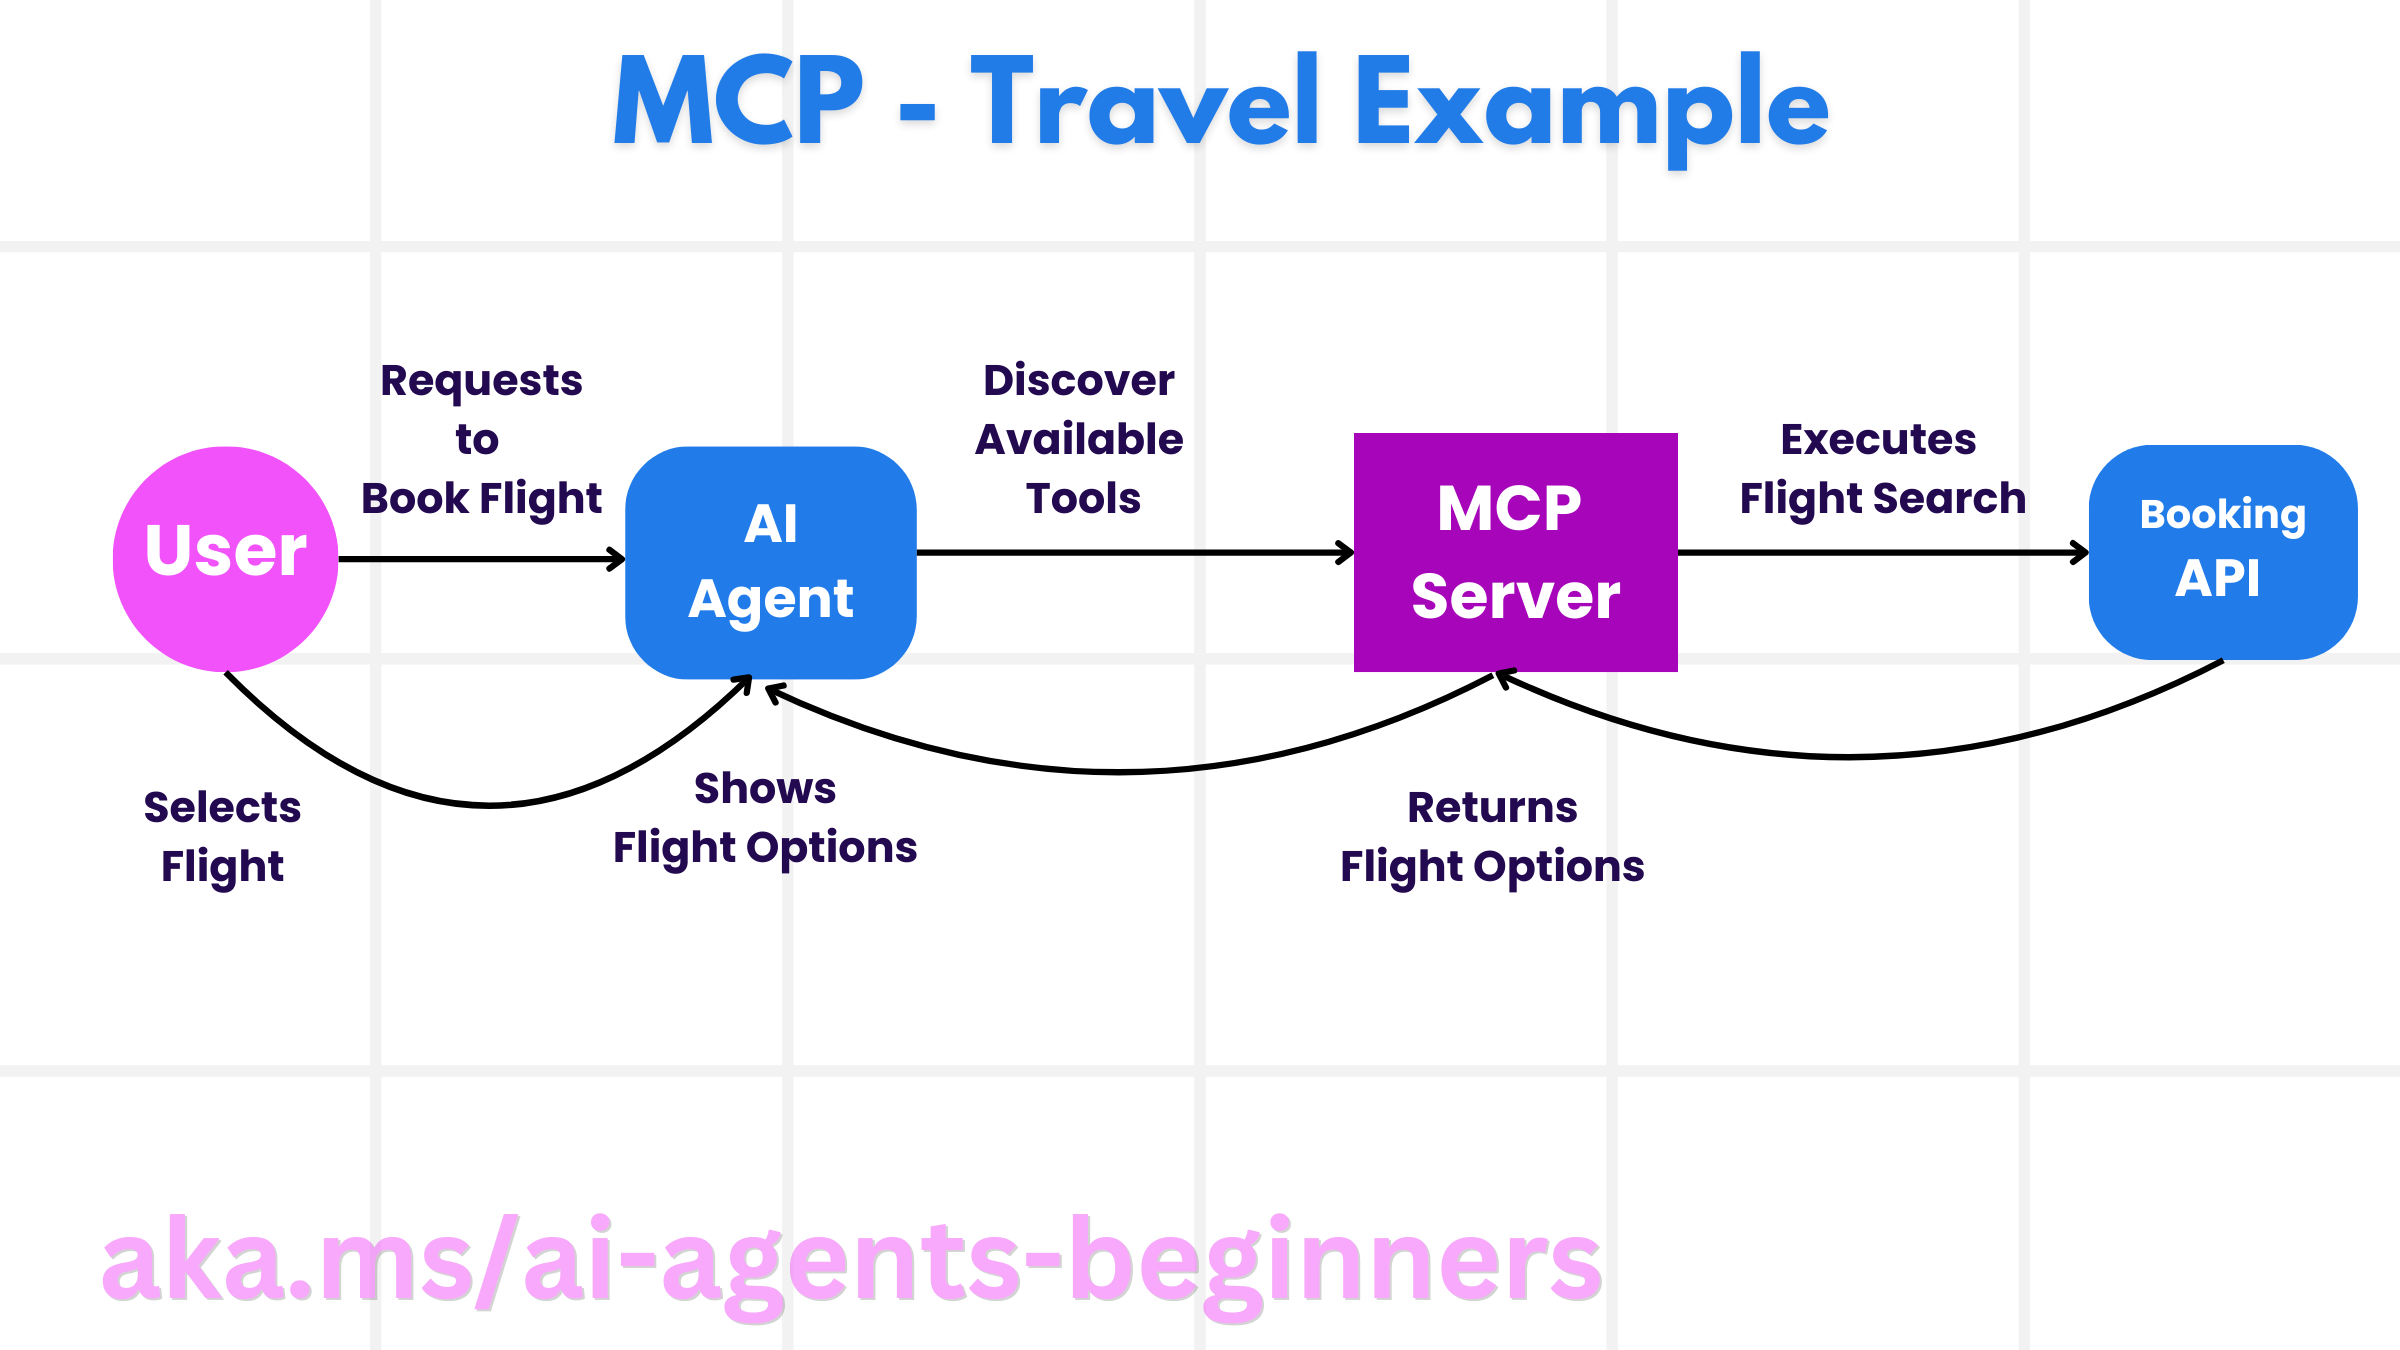 MCP - Travel Example
Requests
to
Book Flight
Discover
Available
Tools
Executes
Flight Search
User
AI
Agent
MCP
Server
Booking
API
Selects
Flight
Shows
Flight Options
Returns
Flight Options
aka.ms/ai-agents-beginners